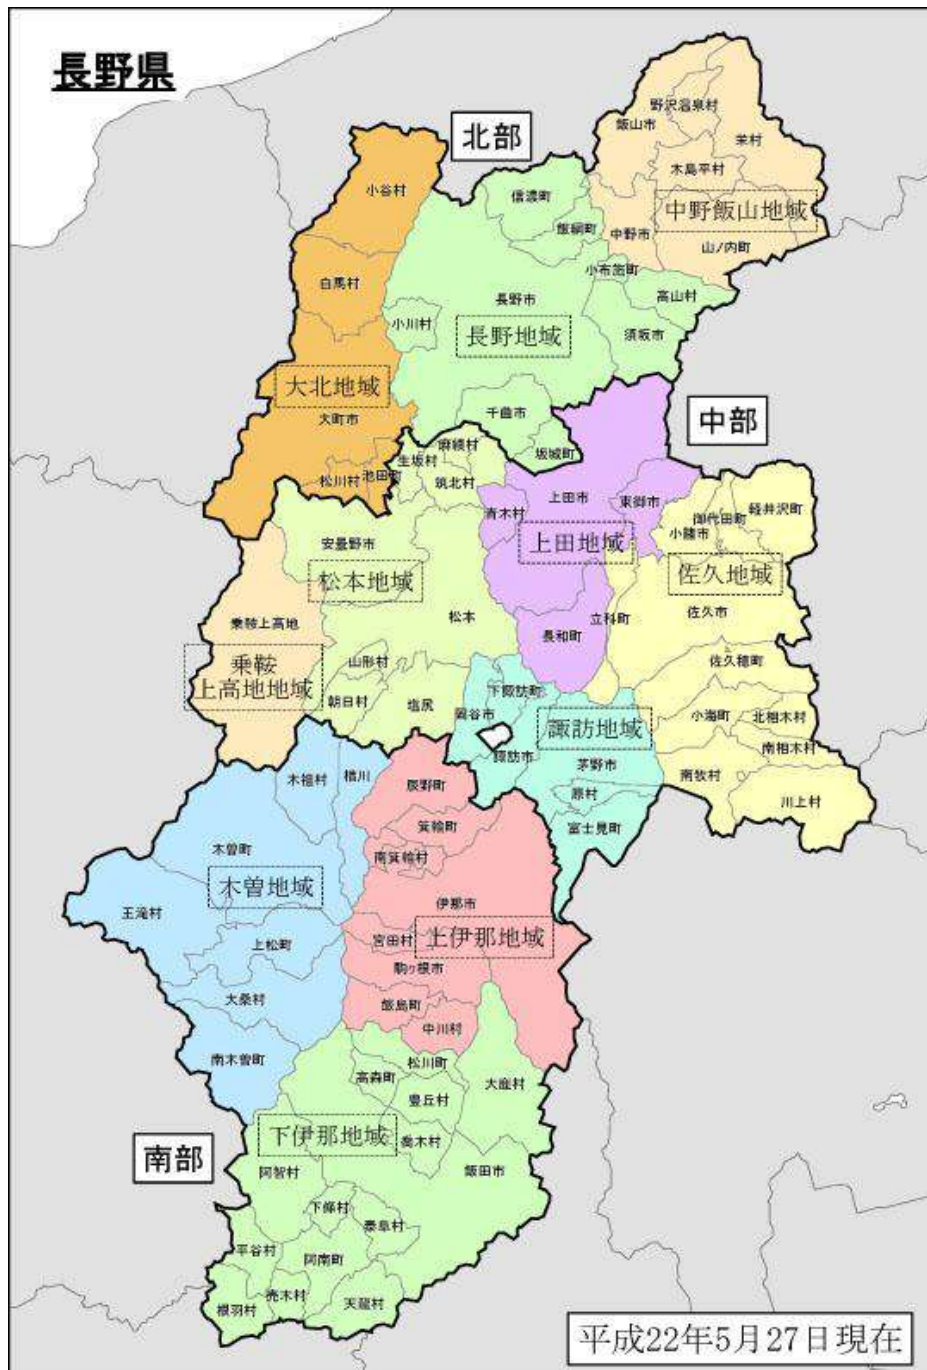 長野県
北部
野沢温泉村
飯山市
栄村
木島平村
中野飯山地域
中野市
山ノ内町
小谷村
白馬村
大北地域
大町市
松川村
池田町
信濃町
飯綱町
小布施町
高山村
長野市
小川村
長野地域
須坂市
千曲市
坂城町
中部
麻績村
生坂村
筑北村
安曇野市
松本地域
松本
山形村
朝日村
塩尻
乗鞍上高地
乗鞍
上高地地域
青木村
上田市
東御市
上田地域
長和町
御代田町
軽井沢町
小諸市
佐久地域
佐久市
立科町
佐久穂町
小海町
北相木村
南相木村
南牧村
川上村
下諏訪町
岡谷市
諏訪地域
諏訪市
茅野市
原村
富士見町
木祖村
楢川
木曽町
木曽地域
王滝村
上松町
大桑村
南木曽町
辰野町
箕輪町
南箕輪村
伊那市
上伊那地域
宮田村
駒ヶ根市
飯島町
中川村
南部
松川町
高森町
大鹿村
豊丘村
下伊那地域
喬木村
飯田市
阿智村
下條村
泰阜村
平谷村
阿南町
売木村
根羽村
天龍村
平成22年5月27日現在